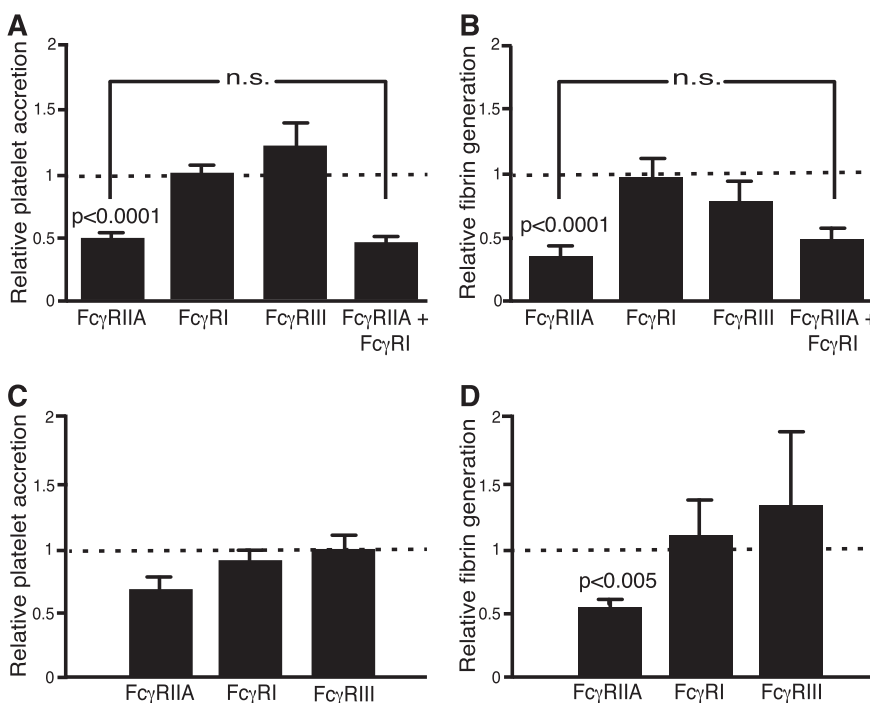 A
Relative platelet accretion
2
1.5
1
0.5
0
n.s.
p<0.0001
FcγRIIA
FcγRI
FcγRIII
FcγRIIA +
FcγRI
B
Relative fibrin generation
2
1.5
1
0.5
0
n.s.
p<0.0001
FcγRIIA
FcγRI
FcγRIII
FcγRIIA +
FcγRI
C
Relative platelet accretion
2
1.5
1
0.5
0
FcγRIIA
FcγRI
FcγRIII
D
Relative fibrin generation
2
1.5
1
0.5
0
p<0.005
FcγRIIA
FcγRI
FcγRIII